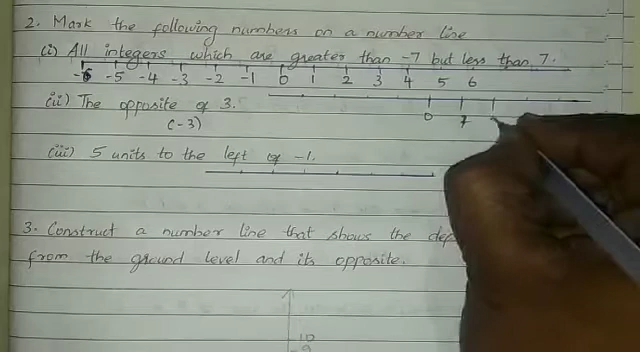 2. Mark the following numbers on a number line
(i) All integers which are greater than -7 but less than 7.
-6 -5 -4 -3 -2 -1 0 1 2 3 4 5 6
(ii) The opposite of 3.
0 1
(-3)
(iii) 5 units to the left of -1.
3. Construct a number line that shows the dep
from the ground level and its opposite.
10
9